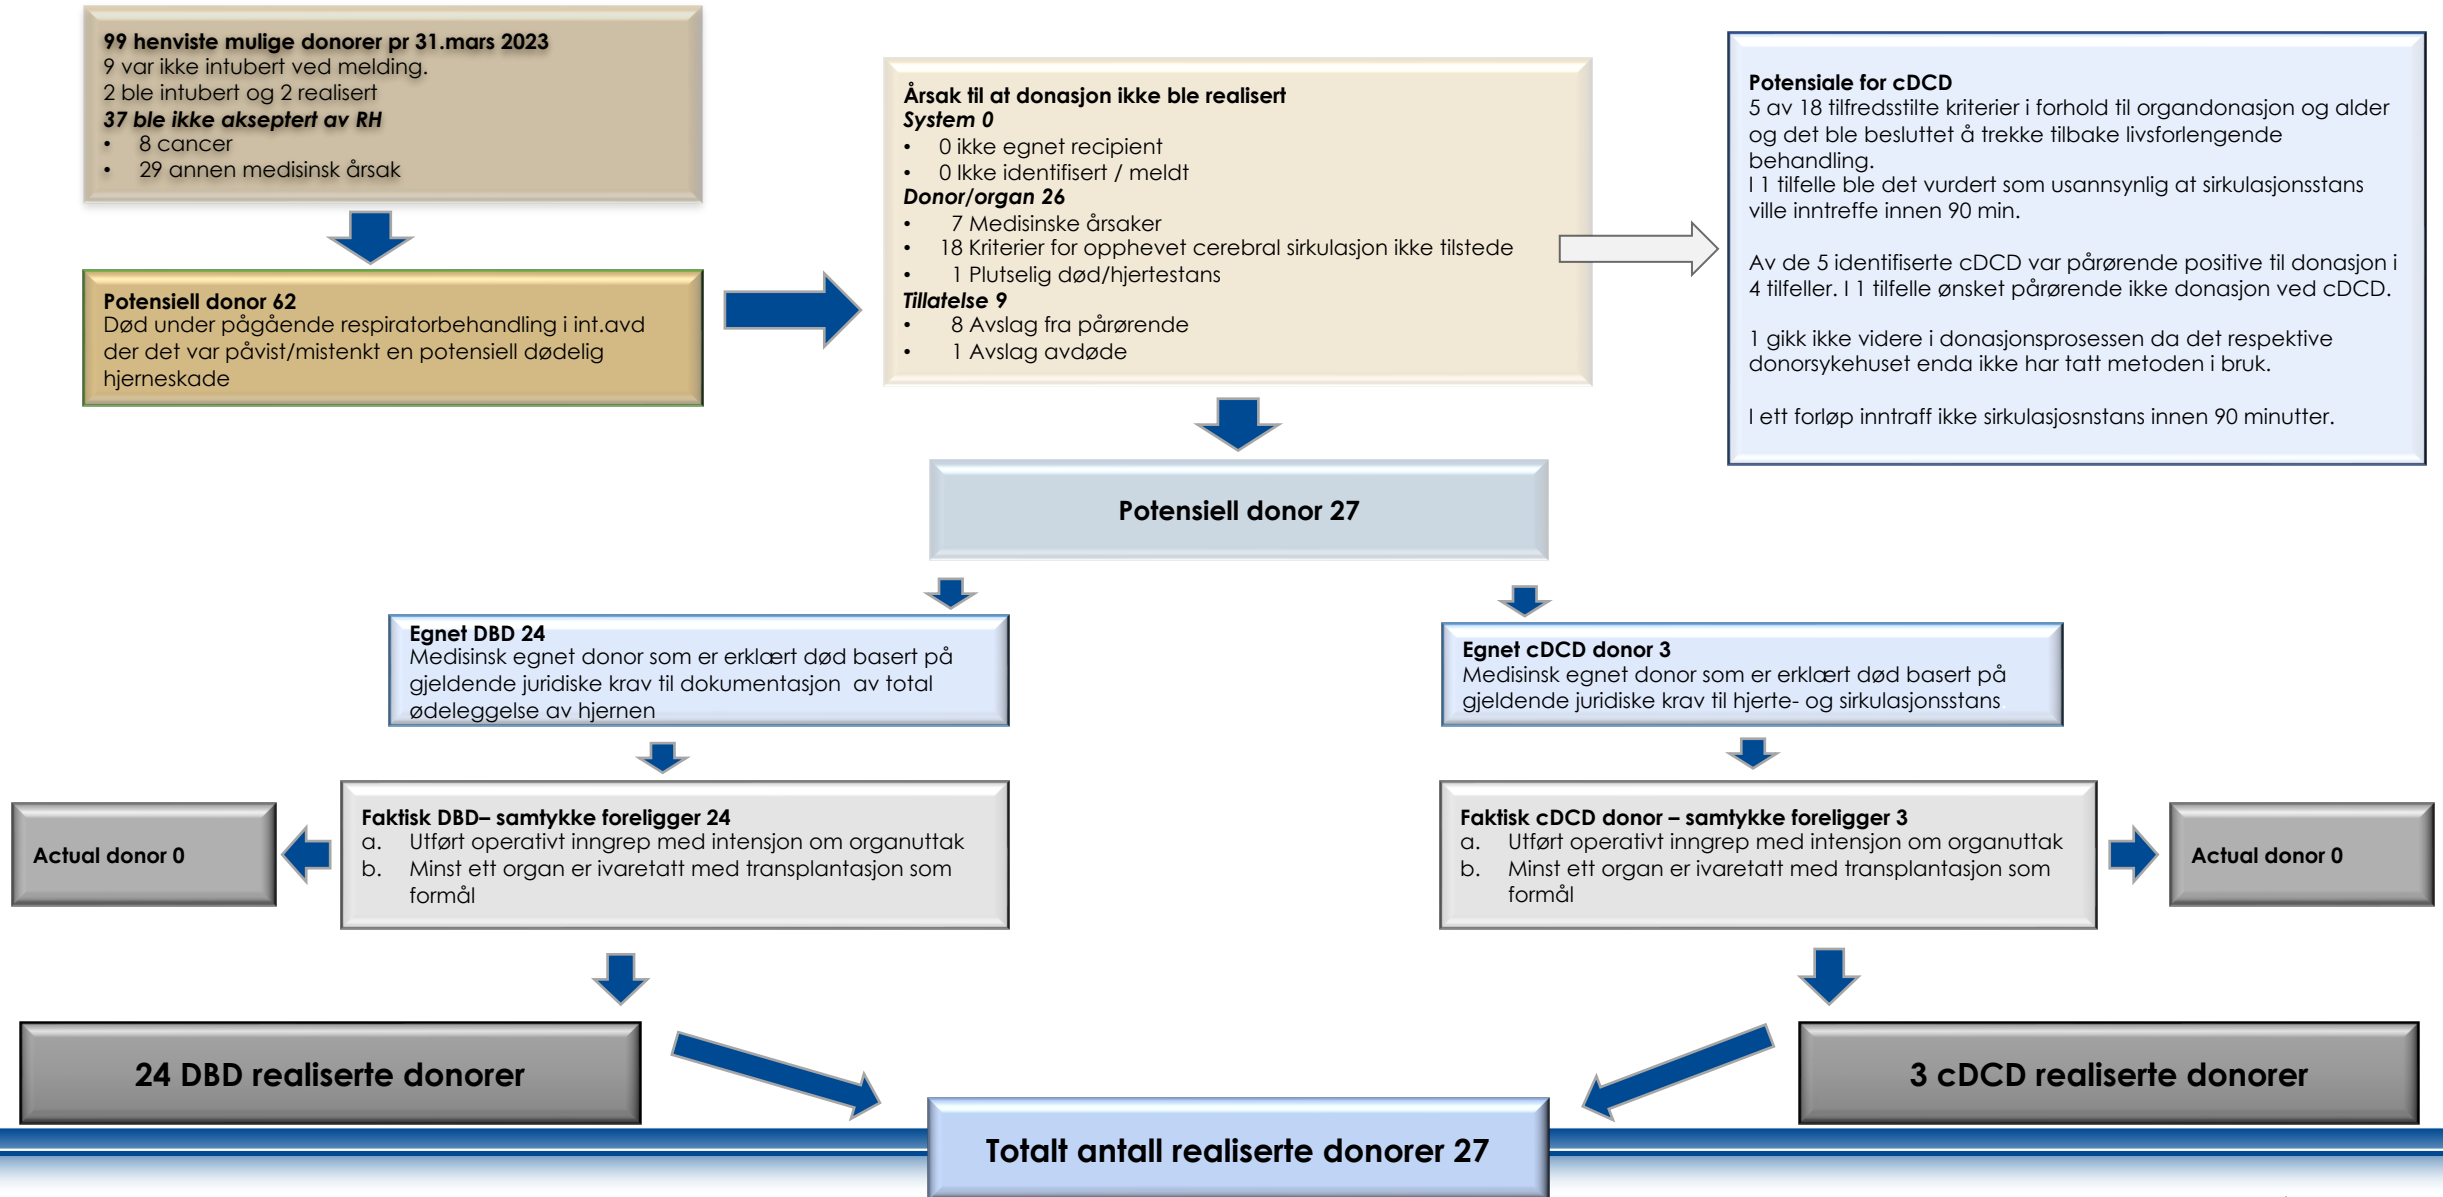 99 henviste mulige donorer pr 31.mars 2023
9 var ikke intubert ved melding.
2 ble intubert og 2 realisert
37 ble ikke akseptert av RH
• 8 cancer
• 29 annen medisinsk årsak
Potensiell donor 62
Død under pågående respiratorbehandling i int.avd
der det var påvist/mistenkt en potensiell dødelig
hjerneskade
Årsak til at donasjon ikke ble realisert
System 0
• 0 ikke egnet recipient
• 0 Ikke identifisert / meldt
Donor/organ 26
• 7 Medisinske årsaker
• 18 Kriterier for opphevet cerebral sirkulasjon ikke tilstede
• 1 Plutselig død/hjertestans
Tillatelse 9
• 8 Avslag fra pårørende
• 1 Avslag avdøde
Potensiale for cDCD
5 av 18 tilfredsstilte kriterier i forhold til organdonasjon og alder
og det ble besluttet å trekke tilbake livsforlengende
behandling.
I 1 tilfelle ble det vurdert som usannsynlig at sirkulasjonsstans
ville inntreffe innen 90 min.
Av de 5 identifiserte cDCD var pårørende positive til donasjon i
4 tilfeller. I 1 tilfelle ønsket pårørende ikke donasjon ved cDCD.
1 gikk ikke videre i donasjonsprosessen da det respektive
donorsykehuset enda ikke har tatt metoden i bruk.
I ett forløp inntraff ikke sirkulasjosnstans innen 90 minutter.
Potensiell donor 27
Egnet DBD 24
Medisinsk egnet donor som er erklært død basert på
gjeldende juridiske krav til dokumentasjon av total
ødeleggelse av hjernen
Egnet cDCD donor 3
Medisinsk egnet donor som er erklært død basert på
gjeldende juridiske krav til hjerte- og sirkulasjonsstans.
Actual donor 0
Faktisk DBD– samtykke foreligger 24
a. Utført operativt inngrep med intensjon om organuttak
b. Minst ett organ er ivaretatt med transplantasjon som
formål
Faktisk cDCD donor – samtykke foreligger 3
a. Utført operativt inngrep med intensjon om organuttak
b. Minst ett organ er ivaretatt med transplantasjon som
formål
Actual donor 0
24 DBD realiserte donorer
3 cDCD realiserte donorer
Totalt antall realiserte donorer 27